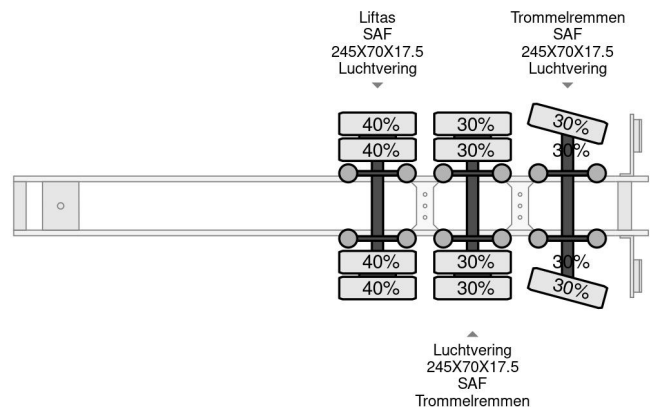 Liftas
SAF
245X70X17.5
Luchtvering
Trommelremmen
SAF
245X70X17.5
Luchtvering
40% 30% 30%
40% 30% 30%
40% 30% 30%
40% 30% 30%
Luchtvering
245X70X17.5
SAF
Trommelremmen